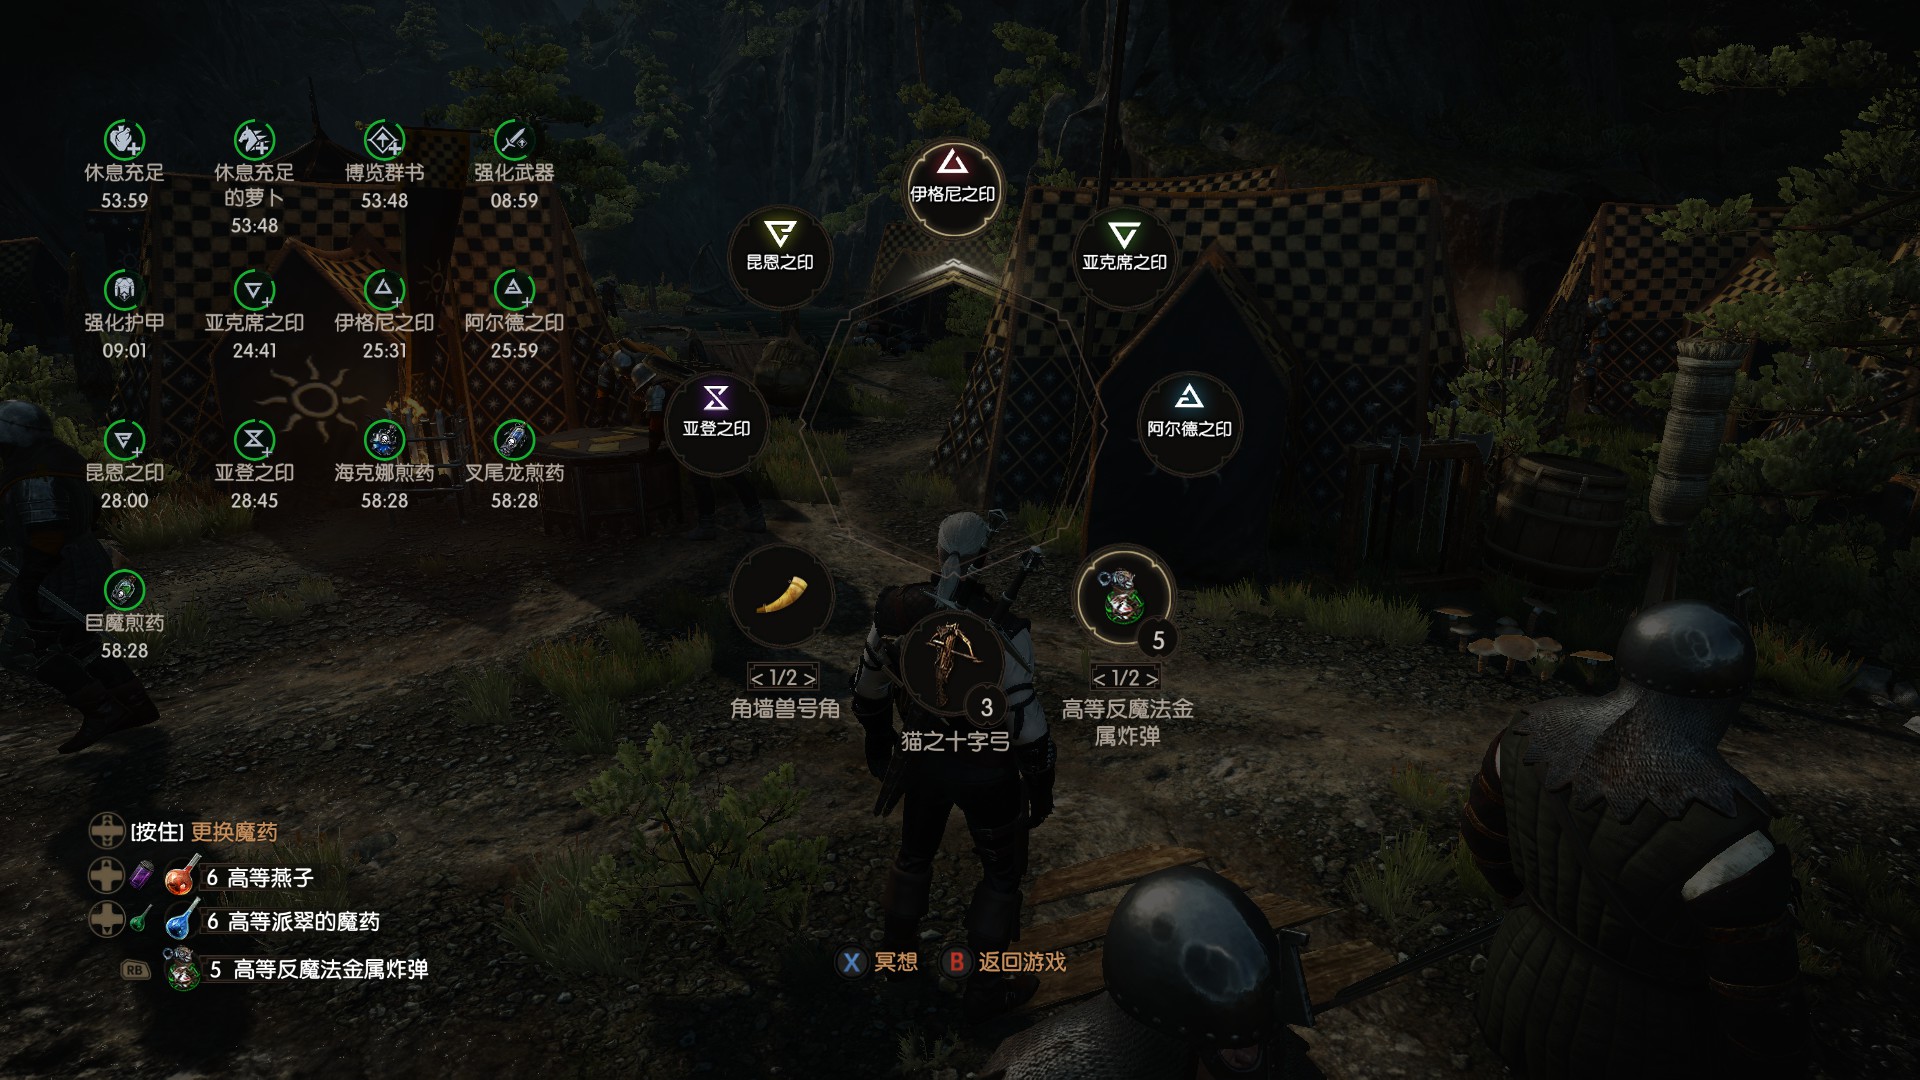 休息充足
53:59
休息充足
的萝卜
53:48
博览群书
53:48
强化武器
08:59
强化护甲
09:01
亚克席之印
24:41
伊格尼之印
25:31
阿尔德之印
25:59
昆恩之印
28:00
亚登之印
28:45
海克娜煎药
58:28
叉尾龙煎药
58:28
巨魔煎药
58:28
伊格尼之印
昆恩之印
亚克席之印
亚登之印
阿尔德之印
< 1/2 >
角墙兽号角
3
猫之十字弓
5
< 1/2 >
高等反魔法金
属炸弹
[按住] 更换魔药
6 高等燕子
6 高等派翠的魔药
RB 5 高等反魔法金属炸弹
X 冥想 B 返回游戏